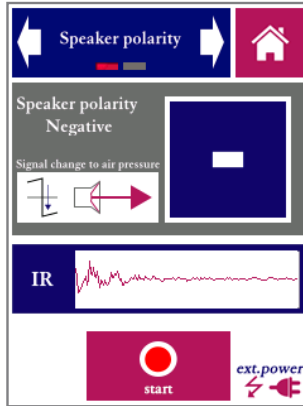 Speaker polarity
Speaker polarity
Negative
Signal change to air pressure
IR
start
ext.power